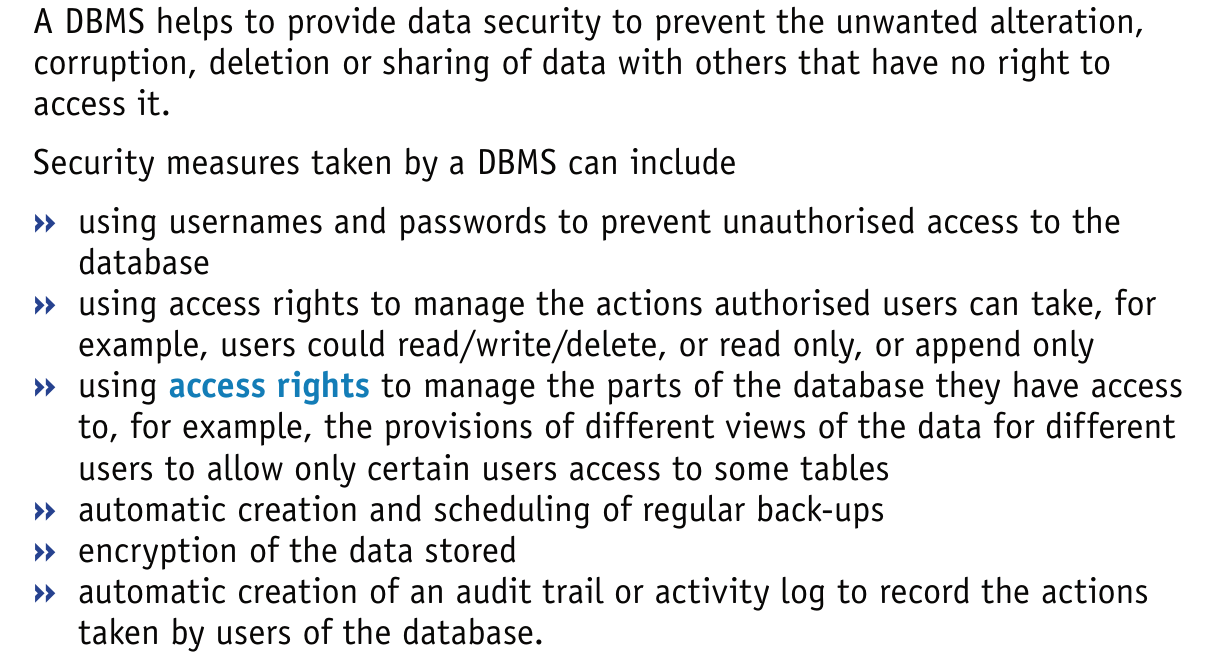 A DBMS helps to provide data security to prevent the unwanted alteration,
corruption, deletion or sharing of data with others that have no right to
access it.
Security measures taken by a DBMS can include
» using usernames and passwords to prevent unauthorised access to the
database
» using access rights to manage the actions authorised users can take, for
example, users could read/write/delete, or read only, or append only
» using access rights to manage the parts of the database they have access
to, for example, the provisions of different views of the data for different
users to allow only certain users access to some tables
» automatic creation and scheduling of regular back-ups
» encryption of the data stored
» automatic creation of an audit trail or activity log to record the actions
taken by users of the database.